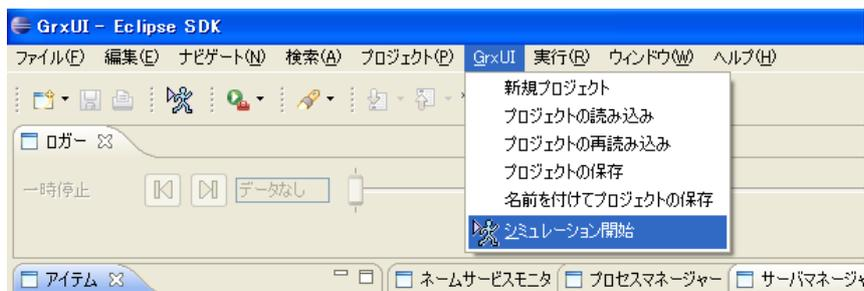 GrxUI - Eclipse SDK
ファイル(F) 編集(E) ナビゲート(N) 検索(A) プロジェクト(P) GrxUI 実行(R) ウィンドウ(W) ヘルプ(H)
新規プロジェクト
プロジェクトの読み込み
プロジェクトの再読み込み
プロジェクトの保存
名前を付けてプロジェクトの保存
シミュレーション開始
ロガー
一時停止 データなし
アイテム ネームサービスモニタ プロセスマネージャー サーバマネージャ